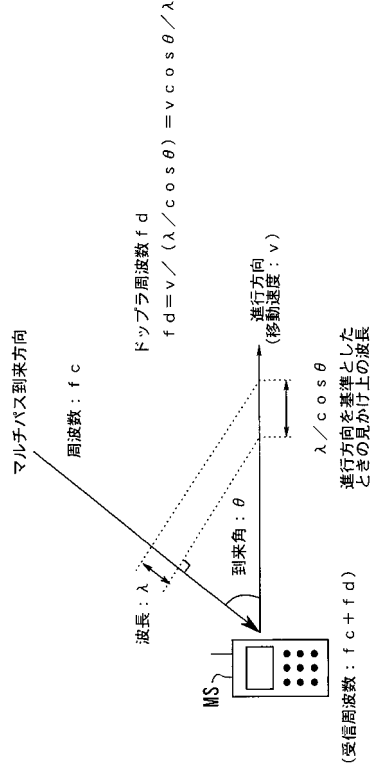 マルチパス到来方向
周波数:fc
ドップラ周波数fd
fd=v/(λ/cosθ)=vcosθ/λ
波長:λ
到来角:θ
進行方向
(移動速度:v)
MS
λ/cosθ
進行方向を基準とした
ときの見かけ上の波長
(受信周波数:fc+fd)